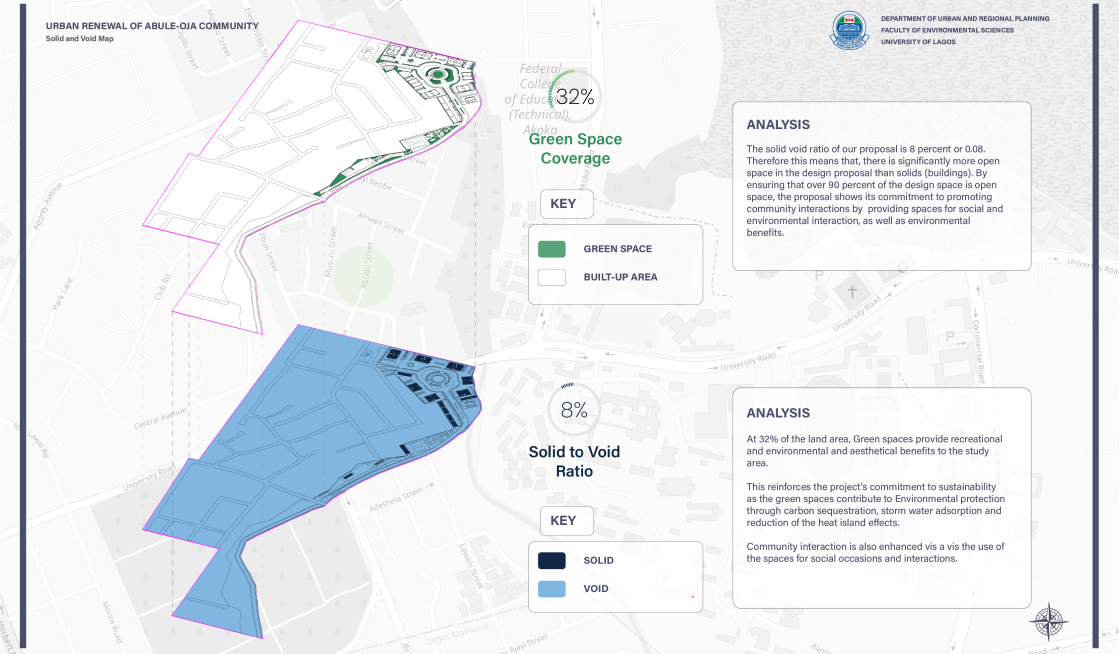 URBAN RENEWAL OF ABULE-OJA COMMUNITY
Solid and Void Map
DEPARTMENT OF URBAN AND REGIONAL PLANNING
FACULTY OF ENVIRONMENTAL SCIENCES
UNIVERSITY OF LAGOS
Federal
College
of Educ
(Technical),
Akoka
32%
Green Space
Coverage
KEY
GREEN SPACE
BUILT-UP AREA
ANALYSIS
The solid void ratio of our proposal is 8 percent or 0.08.
Therefore this means that, there is significantly more open
space in the design proposal than solids (buildings). By
ensuring that over 90 percent of the design space is open
space, the proposal shows its commitment to promoting
community interactions by providing spaces for social and
environmental interaction, as well as environmental
benefits.
8%
Solid to Void
Ratio
KEY
SOLID
VOID
ANALYSIS
At 32% of the land area, Green spaces provide recreational
and environmental and aesthetical benefits to the study
area.
This reinforces the project's commitment to sustainability
as the green spaces contribute to Environmental protection
through carbon sequestration, storm water adsorption and
reduction of the heat island effects.
Community interaction is also enhanced vis a vis the use of
the spaces for social occasions and interactions.
Aggrey Avenue
Park Lane
Club Rd
Ebun Street
Ameen Street
Abudu Street
Central Avenue
University Road
Adeshina Street
Lawani Street
Moore Road
Lagos Mainland
Ajayi Street
University Road
University Road
University Road
Commercial Road
P
P